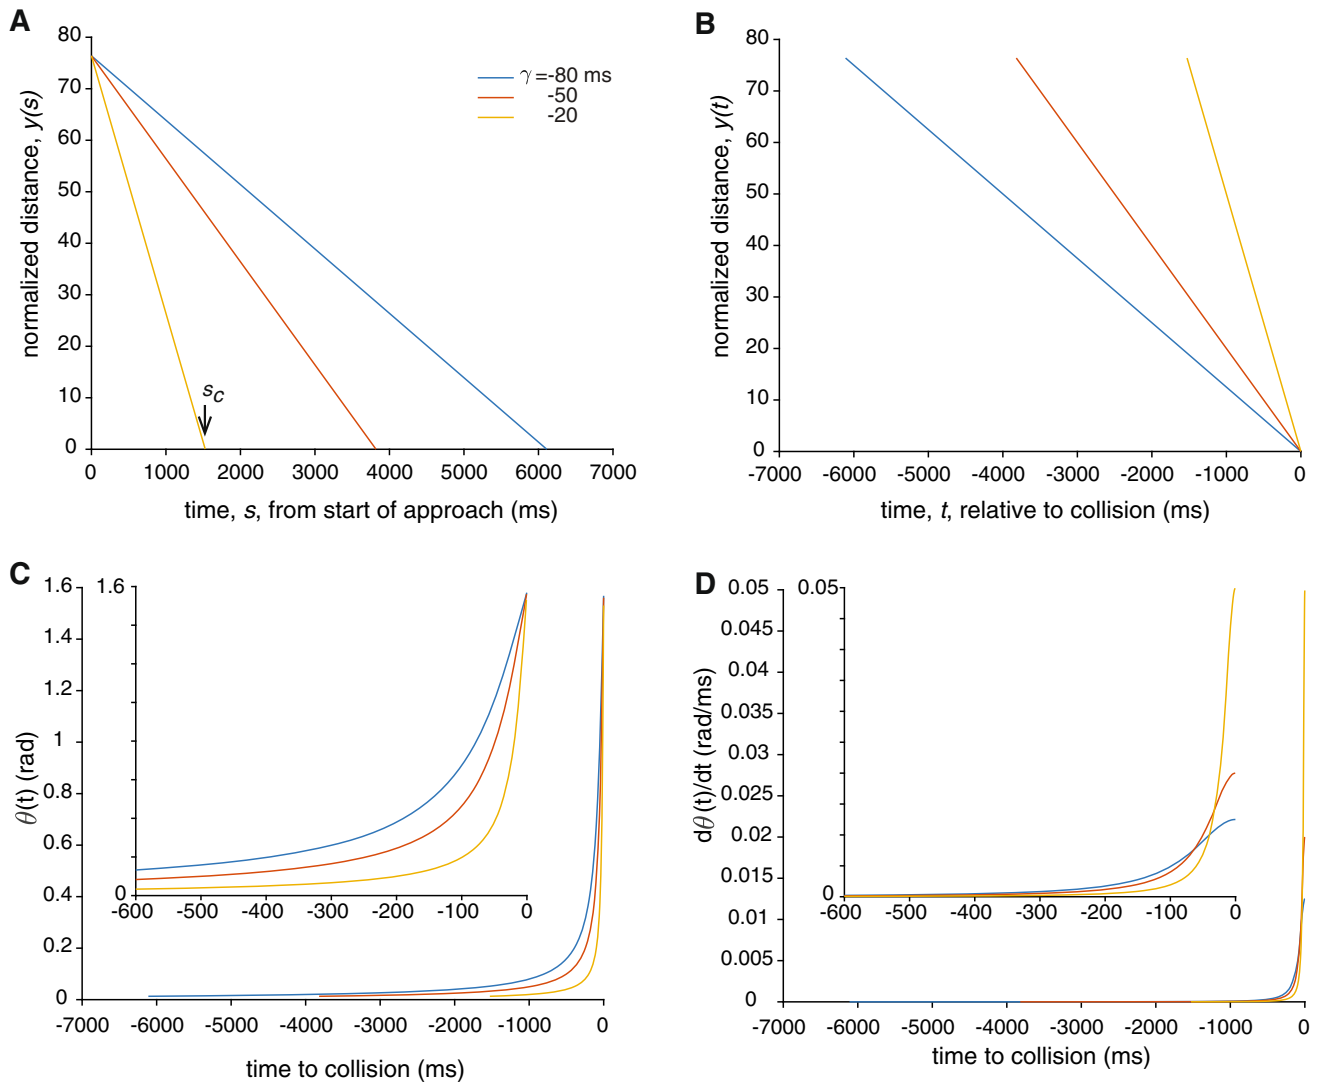 A
80
70
60
50
40
30
20
10
0
normalized distance, y(s)
γ =-80 ms
-50
-20
sC
0 1000 2000 3000 4000 5000 6000 7000
time, s, from start of approach (ms)
B
80
70
60
50
40
30
20
10
0
normalized distance, y(t)
-7000 -6000 -5000 -4000 -3000 -2000 -1000 0
time, t, relative to collision (ms)
C
1.6
1.4
1.2
1
0.8
0.6
0.4
0.2
0
θ(t) (rad)
1.6
0
-600 -500 -400 -300 -200 -100 0
-7000 -6000 -5000 -4000 -3000 -2000 -1000 0
time to collision (ms)
D
0.05
0.045
0.04
0.035
0.03
0.025
0.02
0.015
0.01
0.005
0
dθ(t)/dt (rad/ms)
0.05
0
-600 -500 -400 -300 -200 -100 0
-7000 -6000 -5000 -4000 -3000 -2000 -1000 0
time to collision (ms)